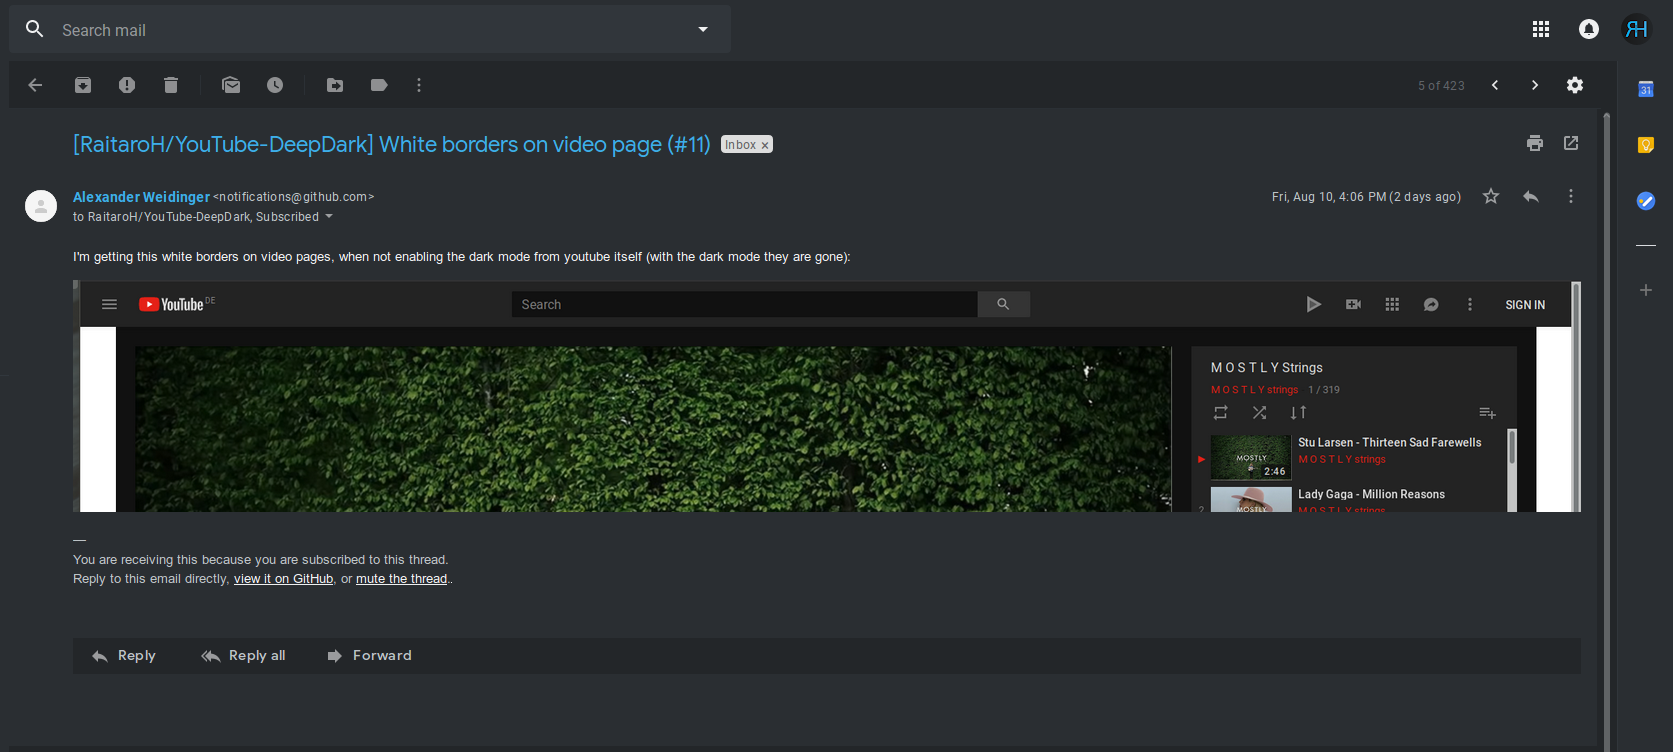 Search mail
ЯH
5 of 423
31
[RaitaroH/YouTube-DeepDark] White borders on video page (#11) Inbox ×
Alexander Weidinger <notifications@github.com>
Fri, Aug 10, 4:06 PM (2 days ago)
to RaitaroH/YouTube-DeepDark, Subscribed
I'm getting this white borders on video pages, when not enabling the dark mode from youtube itself (with the dark mode they are gone):
YouTube DE
Search
SIGN IN
M O S T L Y Strings
M O S T L Y strings 1 / 319
Stu Larsen - Thirteen Sad Farewells
M O S T L Y strings
MOSTLY
2:46
Lady Gaga - Million Reasons
M O S T L Y strings
2
MOSTLY
—
You are receiving this because you are subscribed to this thread.
Reply to this email directly, view it on GitHub, or mute the thread..
Reply
Reply all
Forward